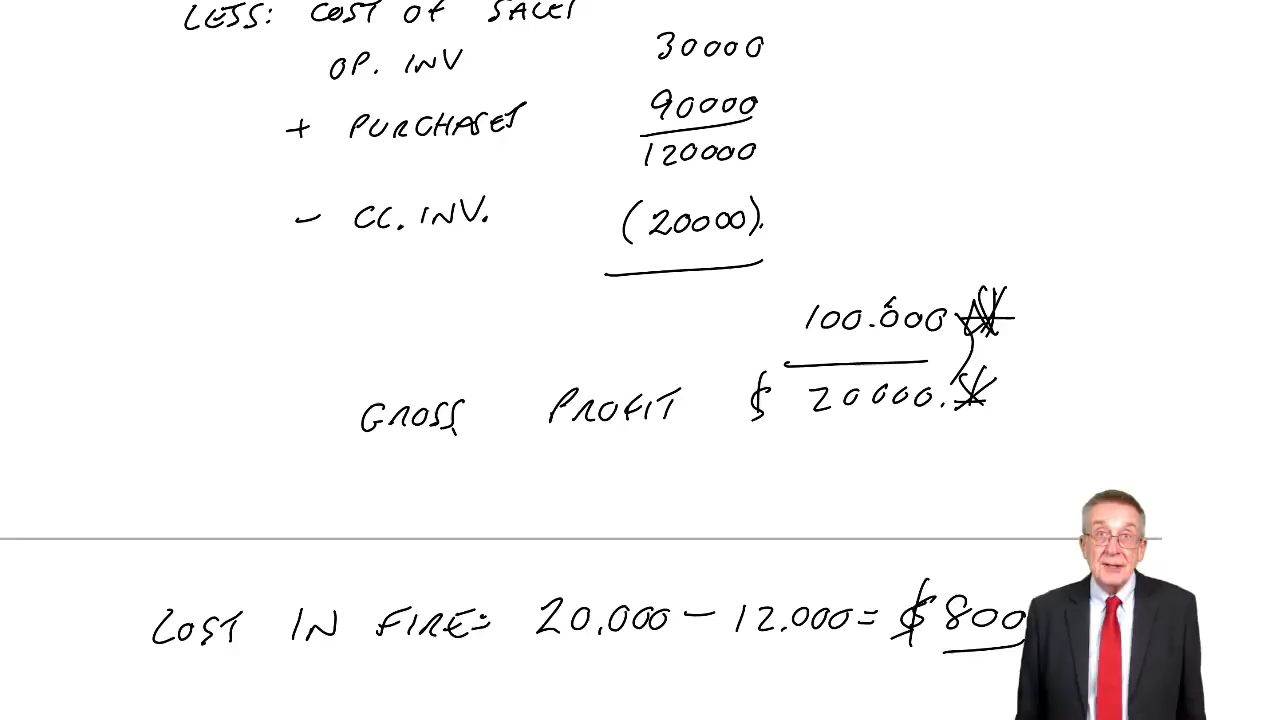 LESS: COST OF SALES
OP. INV 30000
+ PURCHASES 90000
120000
- CL. INV. (20000).
100.000
GROSS PROFIT $ 20000.
LOST IN FIRE: 20,000 - 12.000 = $ 800